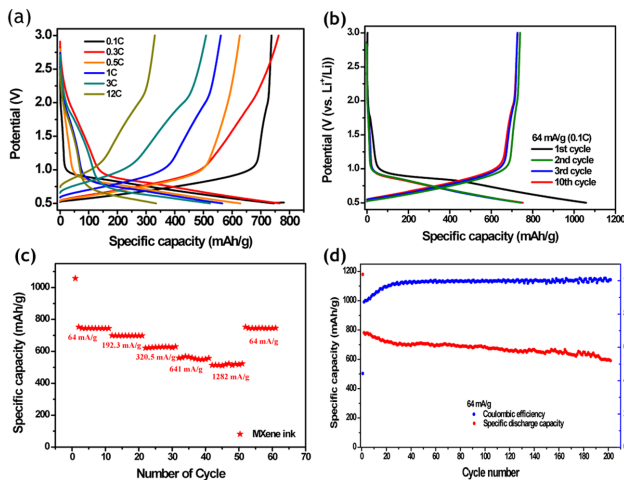 (a)
3.0
2.5
2.0
1.5
1.0
0.5
Potential (V)
0.1C
0.3C
0.5C
1C
3C
12C
0 100 200 300 400 500 600 700 800
Specific capacity (mAh/g)
(b)
3.0
2.5
2.0
1.5
1.0
0.5
Potential (V (vs. Li⁺/Li))
64 mA/g (0.1C)
1st cycle
2nd cycle
3rd cycle
10th cycle
0 200 400 600 800 1000 1200
Specific capacity (mAh/g)
(c)
1000
800
600
400
200
0
Specific capacity (mAh/g)
64 mA/g
192.3 mA/g
320.5 mA/g
641 mA/g
1282 mA/g
64 mA/g
MXene ink
0 10 20 30 40 50 60 70
Number of Cycle
(d)
1200
1000
800
600
400
200
0
Specific capacity (mAh/g)
64 mA/g
Coulombic efficiency
Specific discharge capacity
0 20 40 60 80 100 120 140 160 180 200
Cycle number